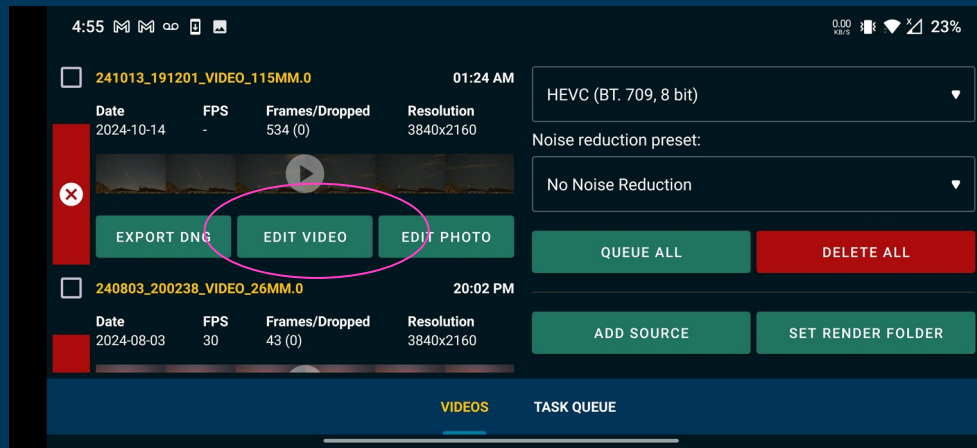 4:55
0.00 KB/S
X
23%
241013_191201_VIDEO_115MM.0 01:24 AM
Date FPS Frames/Dropped Resolution
2024-10-14 - 534 (0) 3840x2160
EXPORT DNG EDIT VIDEO EDIT PHOTO
240803_200238_VIDEO_26MM.0 20:02 PM
Date FPS Frames/Dropped Resolution
2024-08-03 30 43 (0) 3840x2160
HEVC (BT. 709, 8 bit)
Noise reduction preset:
No Noise Reduction
QUEUE ALL DELETE ALL
ADD SOURCE SET RENDER FOLDER
VIDEOS TASK QUEUE